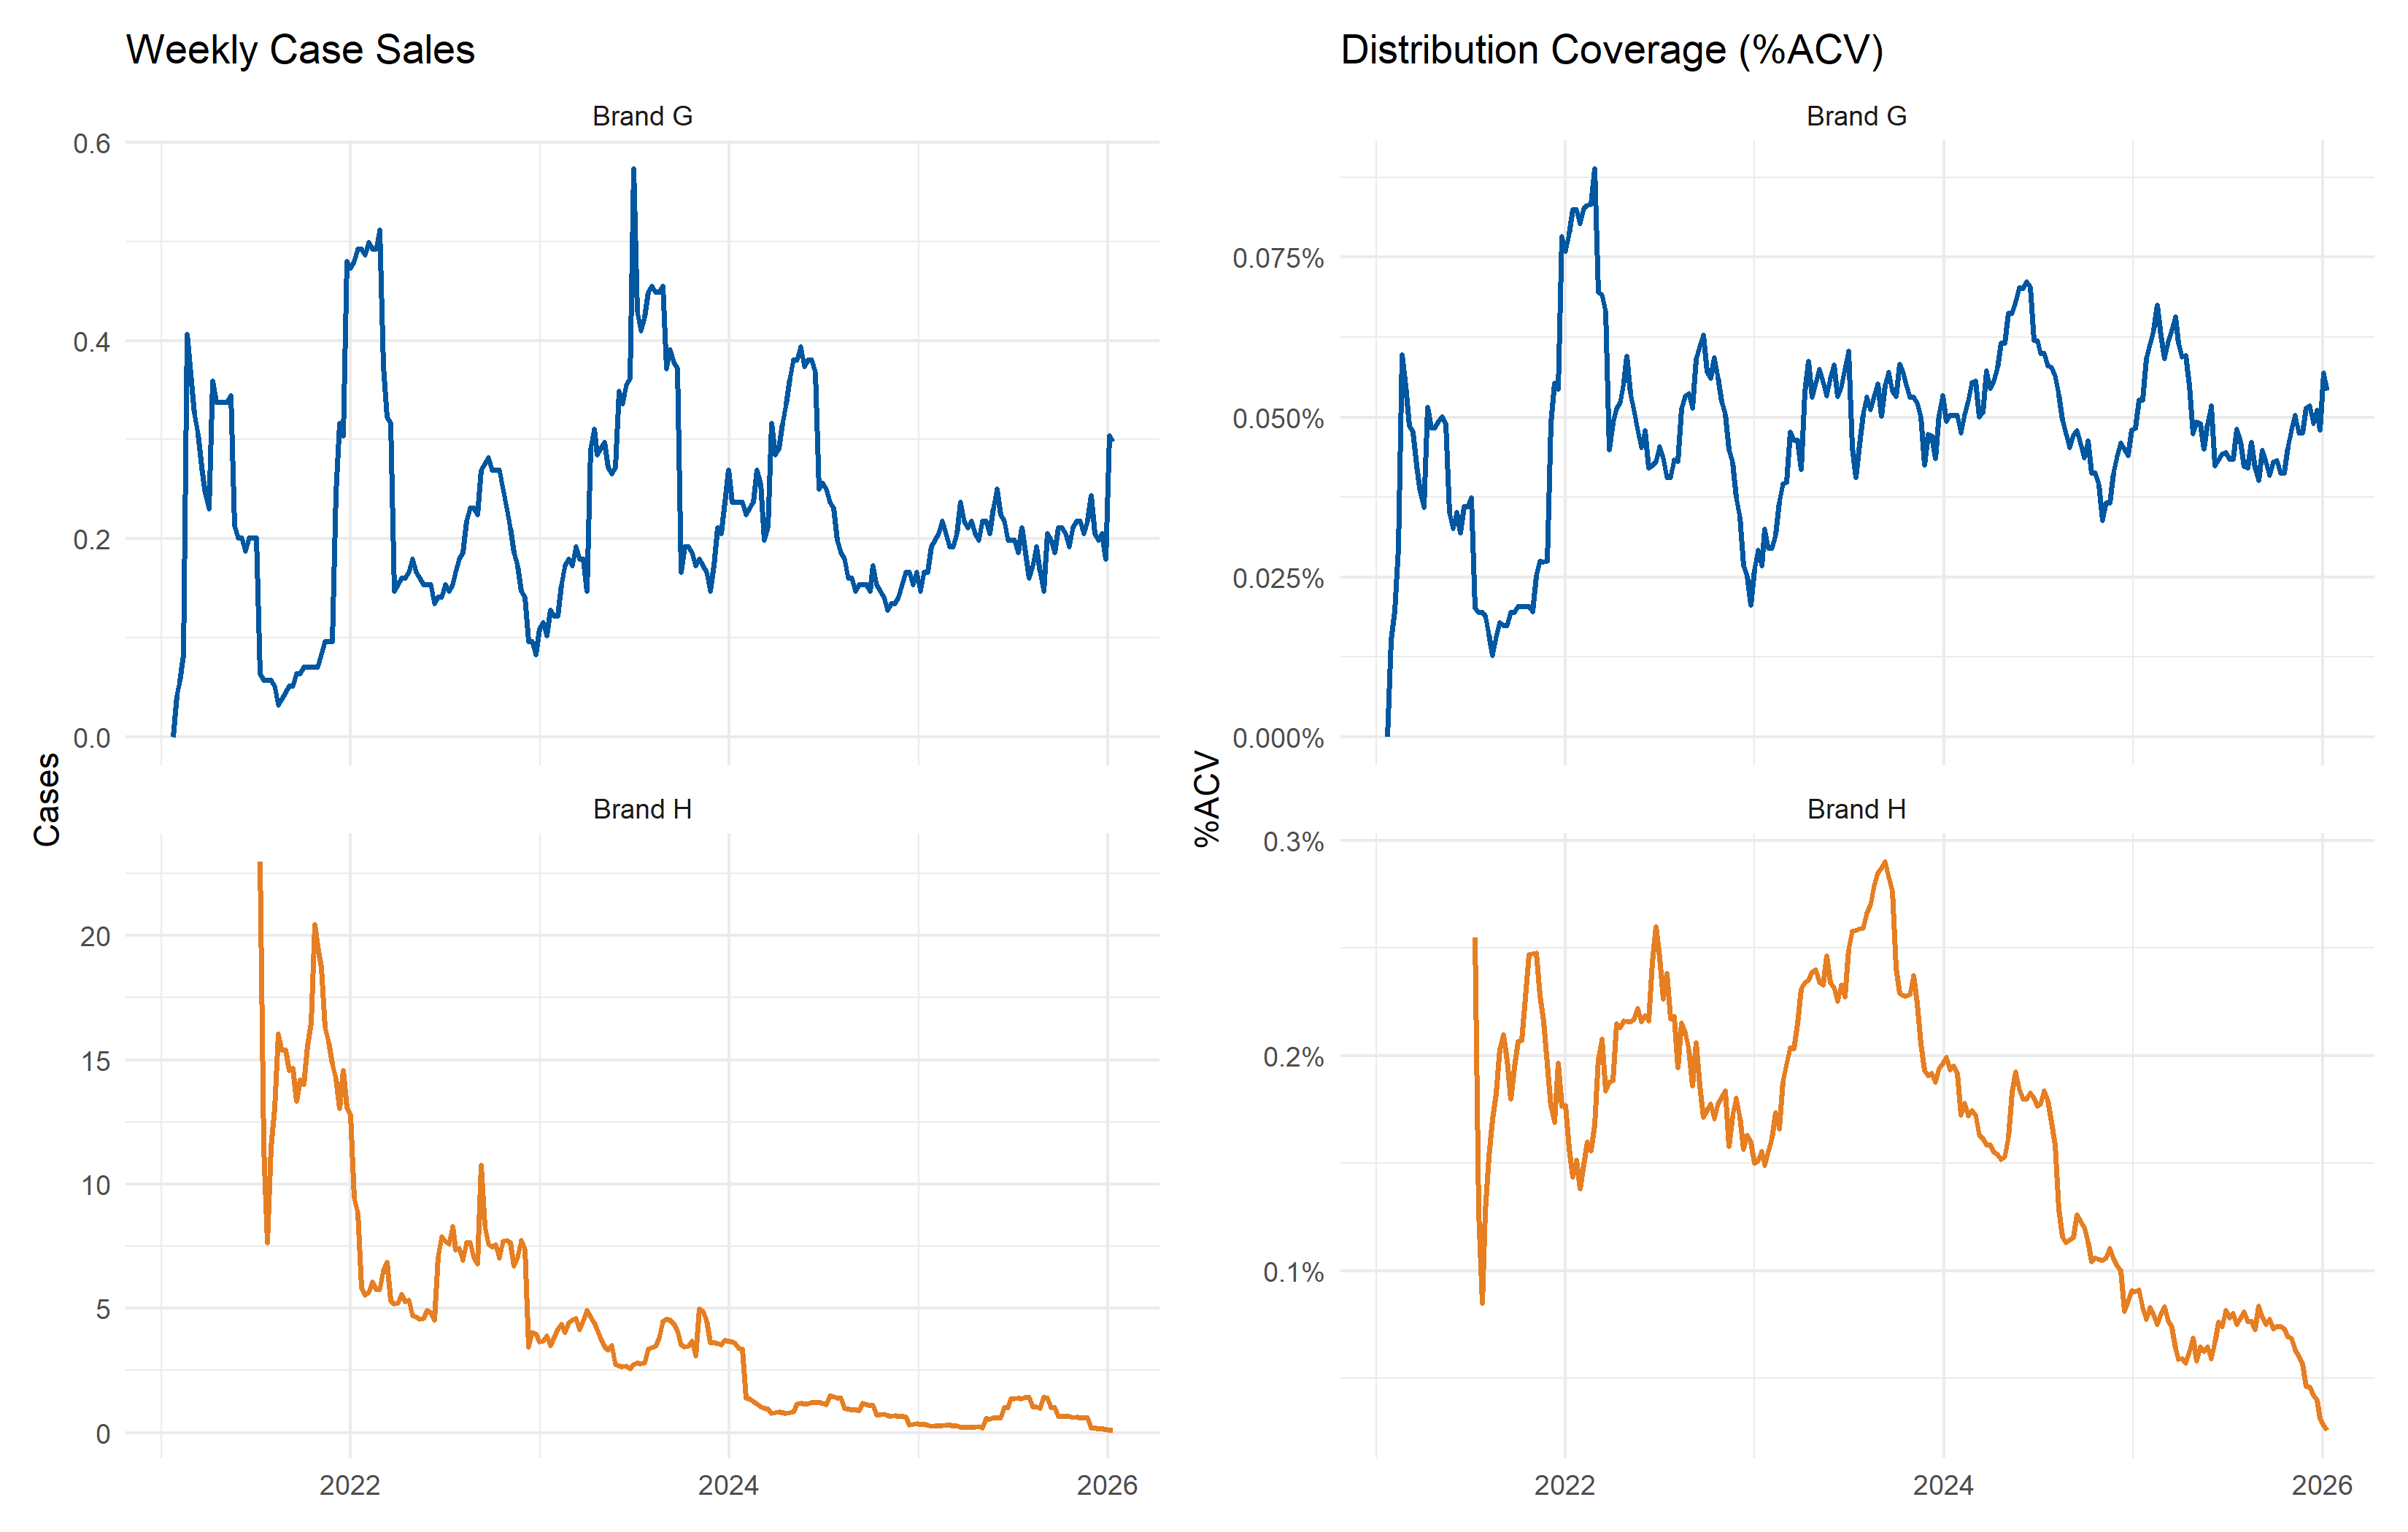 Weekly Case Sales
Brand G
0.6
0.4
0.2
0.0
Cases
Brand H
20
15
10
5
0
2022 2024 2026
Distribution Coverage (%ACV)
Brand G
0.075%
0.050%
0.025%
0.000%
%ACV
Brand H
0.3%
0.2%
0.1%
2022 2024 2026